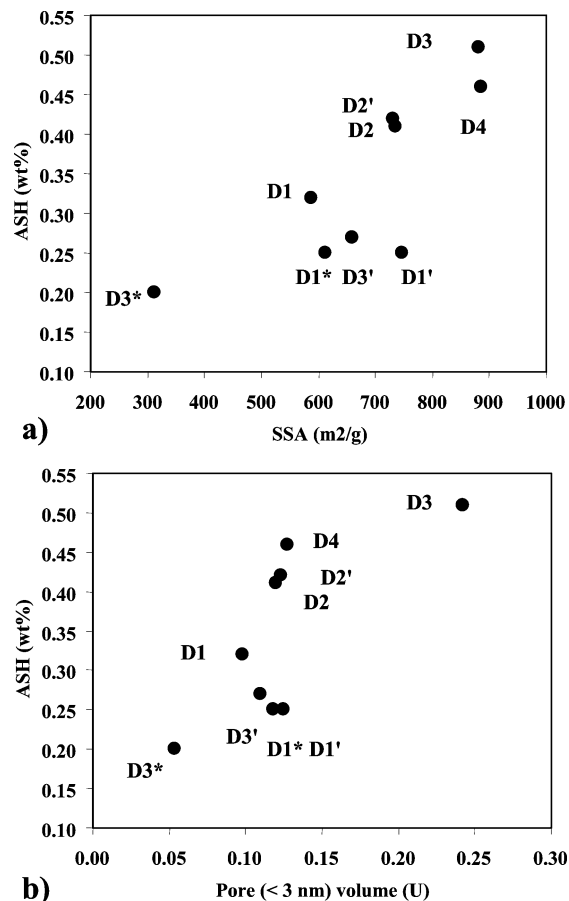 0.55
D3
0.50
0.45
D2'
D2
D4
0.40
ASH (wt%)
0.35
D1
0.30
0.25
D1* D3' D1'
0.20
D3*
0.15
0.10
200 300 400 500 600 700 800 900 1000
a)
SSA (m2/g)
0.55
D3
0.50
D4
0.45
D2'
0.40
D2
ASH (wt%)
0.35
D1
0.30
0.25
D3' D1* D1'
0.20
D3*
0.15
0.10
0.00 0.05 0.10 0.15 0.20 0.25 0.30
b)
Pore (< 3 nm) volume (U)